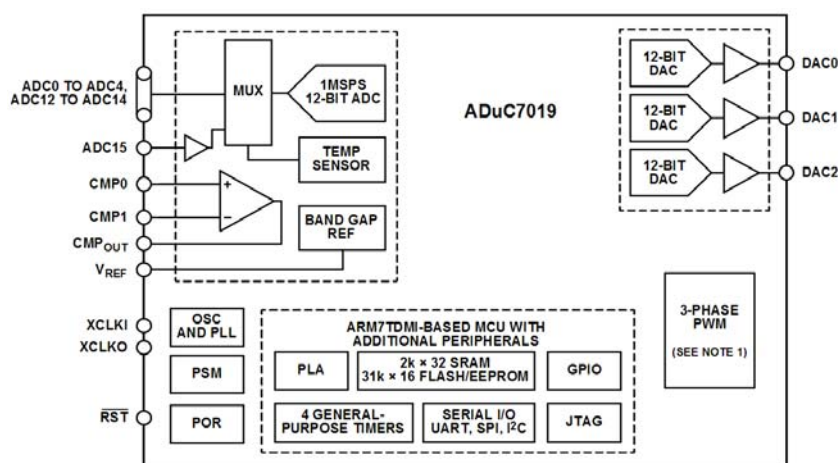 ADC0 TO ADC4,
ADC12 TO ADC14
ADC15
CMP0
CMP1
CMPOUT
VREF
XCLKI
XCLKO
RST
MUX
1MSPS
12-BIT ADC
TEMP
SENSOR
+
−
BAND GAP
REF
ADuC7019
12-BIT
DAC
12-BIT
DAC
12-BIT
DAC
DAC0
DAC1
DAC2
OSC
AND PLL
PSM
POR
ARM7TDMI-BASED MCU WITH
ADDITIONAL PERIPHERALS
PLA
2k × 32 SRAM
31k × 16 FLASH/EEPROM
GPIO
4 GENERAL-
PURPOSE TIMERS
SERIAL I/O
UART, SPI, I²C
JTAG
3-PHASE
PWM
(SEE NOTE 1)